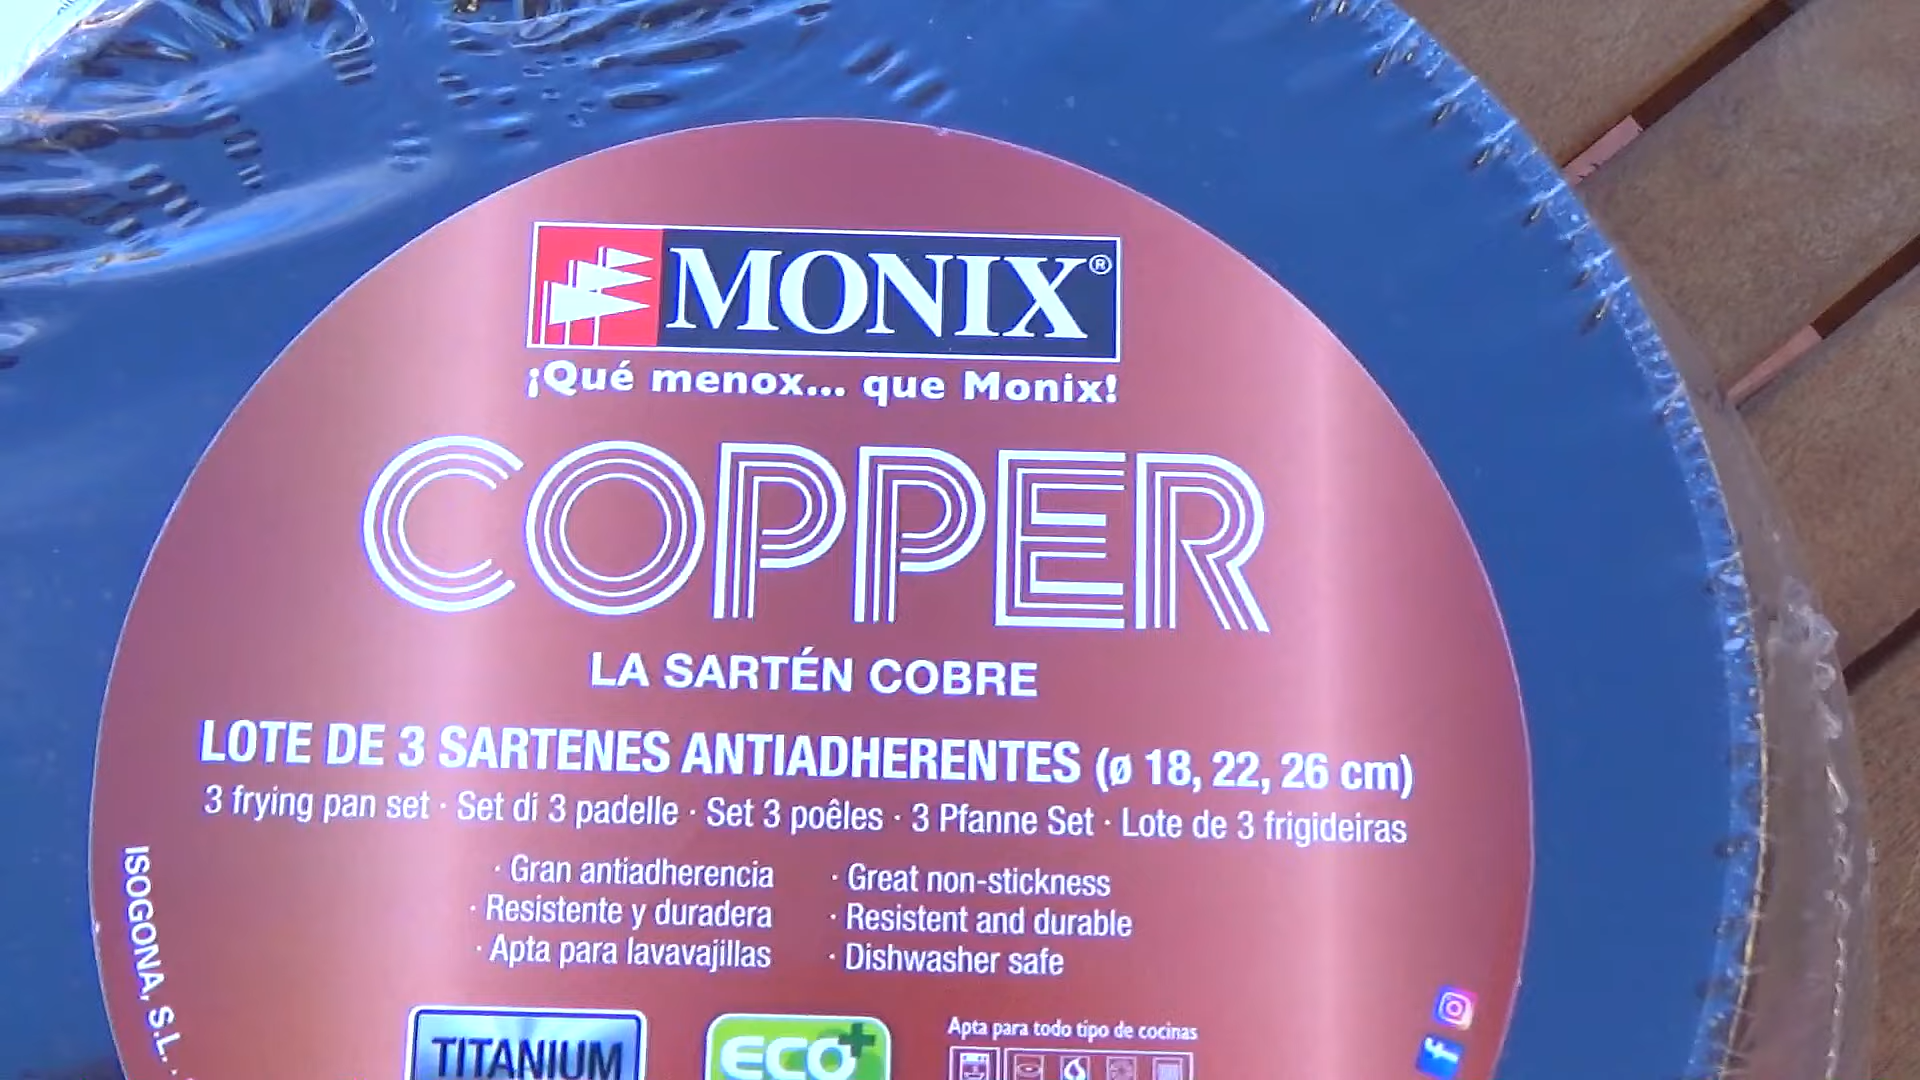 MONIX®
¡Qué menox... que Monix!
COPPER
LA SARTÉN COBRE
LOTE DE 3 SARTENES ANTIADHERENTES (ø 18, 22, 26 cm)
3 frying pan set · Set di 3 padelle · Set 3 poêles · 3 Pfanne Set · Lote de 3 frigideiras
· Gran antiadherencia
· Resistente y duradera
· Apta para lavavajillas
· Great non-stickness
· Resistent and durable
· Dishwasher safe
ISOGONA, S.L. .
TITANIUM
ECO+
Apta para todo tipo de cocinas